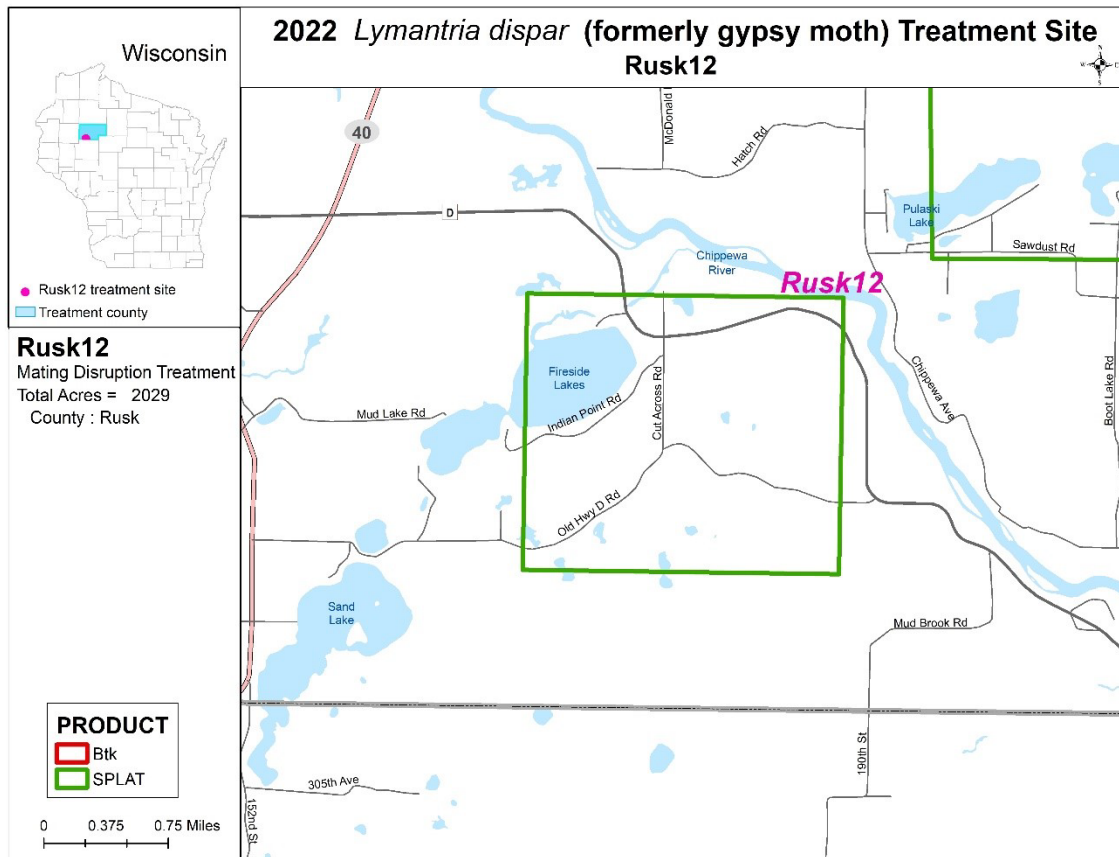 2022 Lymantria dispar (formerly gypsy moth) Treatment Site
Rusk12
N
W
E
S
Wisconsin
Rusk12 treatment site
Treatment county
Rusk12
Mating Disruption Treatment
Total Acres = 2029
County : Rusk
PRODUCT
Btk
SPLAT
0 0.375 0.75 Miles
40
D
McDonald
Hatch Rd
Pulaski
Lake
Sawdust Rd
Chippewa
River
Rusk12
Fireside
Lakes
Mud Lake Rd
Indian Point Rd
Cut Across Rd
Chippewa Ave
Boot Lake Rd
Old Hwy D Rd
Sand
Lake
Mud Brook Rd
190th St
305th Ave
152nd St